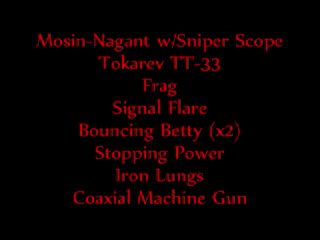 Mosin-Nagant w/Sniper Scope
Tokarev TT-33
Frag
Signal Flare
Bouncing Betty (x2)
Stopping Power
Iron Lungs
Coaxial Machine Gun